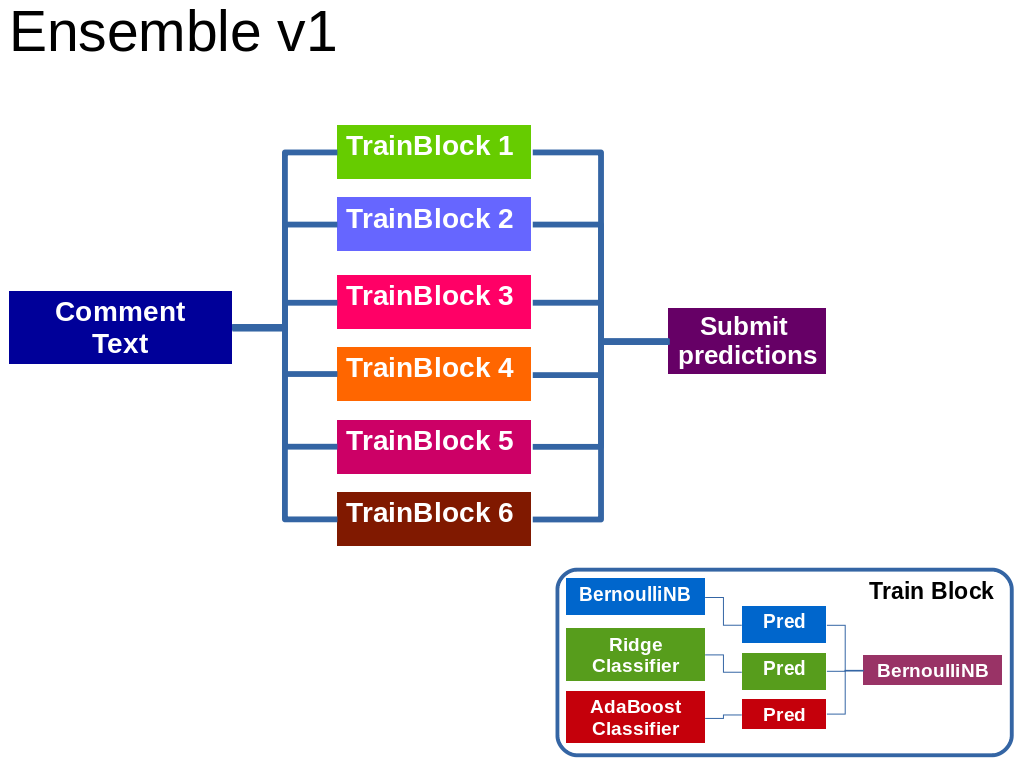 Ensemble v1
TrainBlock 1
TrainBlock 2
TrainBlock 3
TrainBlock 4
TrainBlock 5
TrainBlock 6
Comment
Text
Submit
predictions
Train Block
BernoulliNB
Ridge
Classifier
AdaBoost
Classifier
Pred
Pred
Pred
BernoulliNB